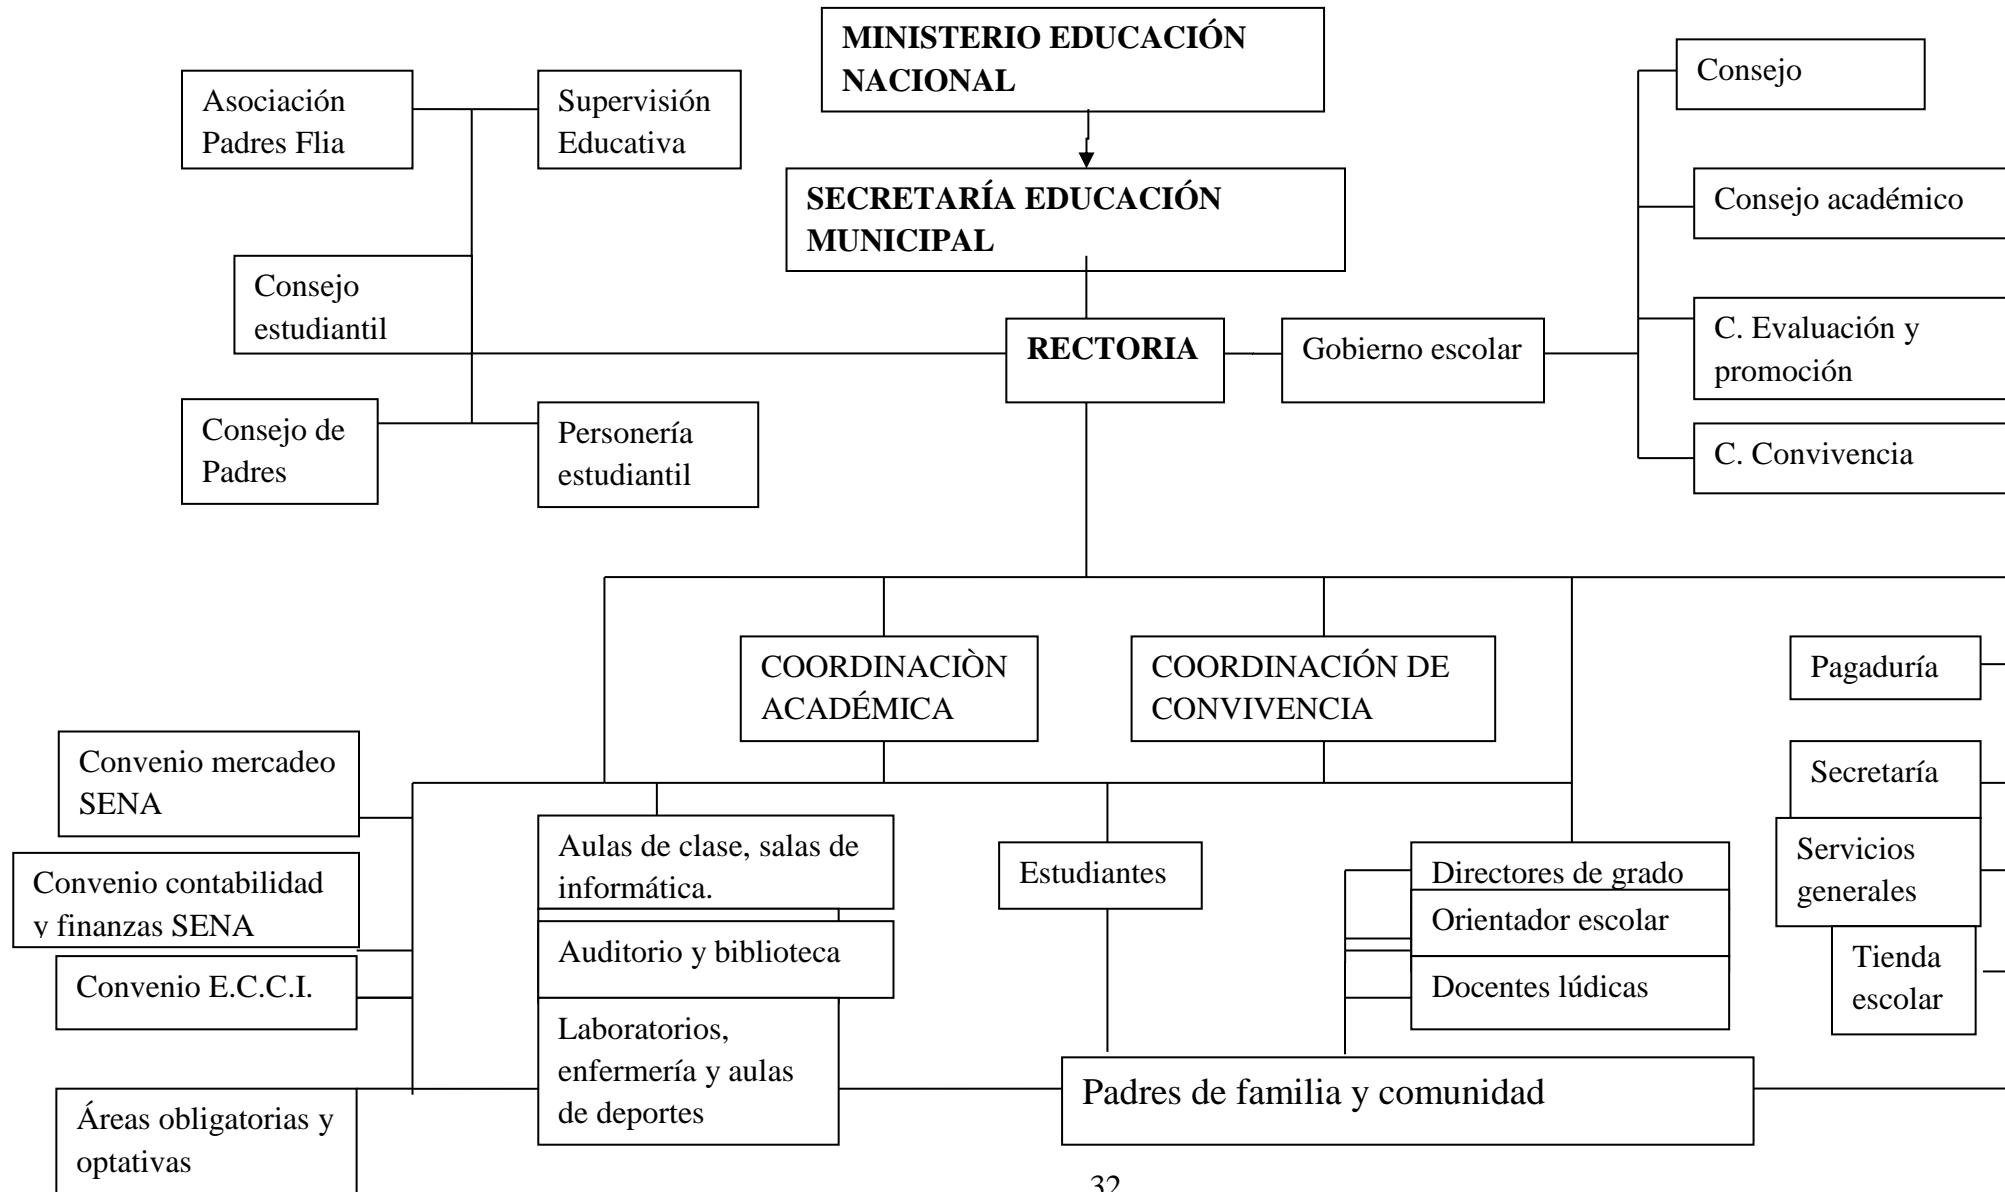 MINISTERIO EDUCACIÓN
NACIONAL
Consejo
Asociación
Padres Flia
Supervisión
Educativa
SECRETARÍA EDUCACIÓN
MUNICIPAL
Consejo académico
Consejo
estudiantil
RECTORIA
Gobierno escolar
C. Evaluación y
promoción
Consejo de
Padres
Personería
estudiantil
C. Convivencia
COORDINACIÒN
ACADÉMICA
COORDINACIÓN DE
CONVIVENCIA
Pagaduría
Convenio mercadeo
SENA
Secretaría
Aulas de clase, salas de
informática.
Estudiantes
Directores de grado
Servicios
generales
Convenio contabilidad
y finanzas SENA
Orientador escolar
Auditorio y biblioteca
Tienda
escolar
Convenio E.C.C.I.
Docentes lúdicas
Laboratorios,
enfermería y aulas
de deportes
Padres de familia y comunidad
Áreas obligatorias y
optativas
32